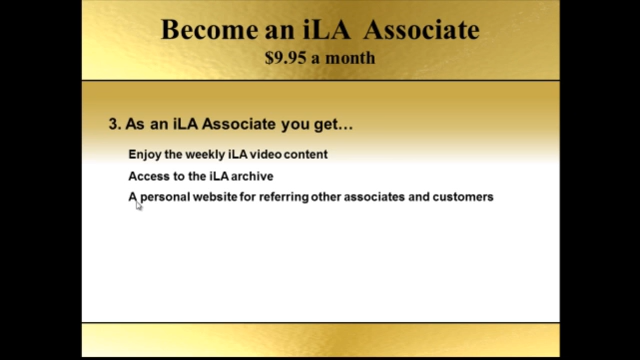 Become an iLA Associate
$9.95 a month
3. As an iLA Associate you get…
Enjoy the weekly iLA video content
Access to the iLA archive
A personal website for referring other associates and customers